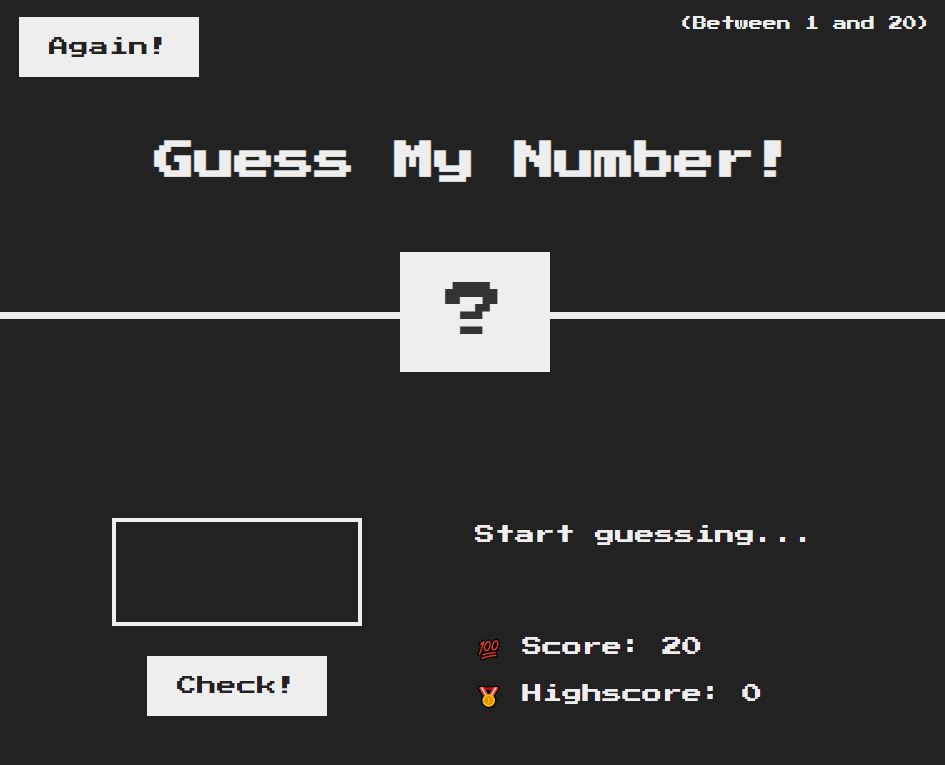 Again!
(Between 1 and 20)
Guess My Number!
?
Start guessing...
💯 Score: 20
🥇 Highscore: 0
Check!